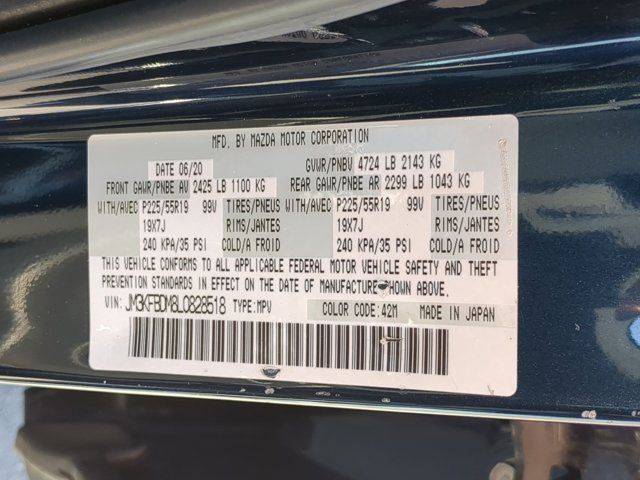 MFD. BY MAZDA MOTOR CORPORATION
DATE 06/20 GVWR/PNBV 4724 LB 2143 KG
FRONT GAWR/PNBE AV 2425 LB 1100 KG REAR GAWR/PNBE AR 2299 LB 1043 KG
WITH/AVEC P225/55R19 99V TIRES/PNEUS WITH/AVEC P225/55R19 99V TIRES/PNEUS
19X7J RIMS/JANTES 19X7J RIMS/JANTES
240 KPA/35 PSI COLD/A FROID 240 KPA/35 PSI COLD/A FROID
THIS VEHICLE CONFORMS TO ALL APPLICABLE FEDERAL MOTOR VEHICLE SAFETY AND THEFT
PREVENTION STANDARDS IN EFFECT ON THE DATE OF MANUFACTURE SHOWN ABOVE.
VIN: JM3KFBDM8L0828518 TYPE:MPV COLOR CODE:42M MADE IN JAPAN